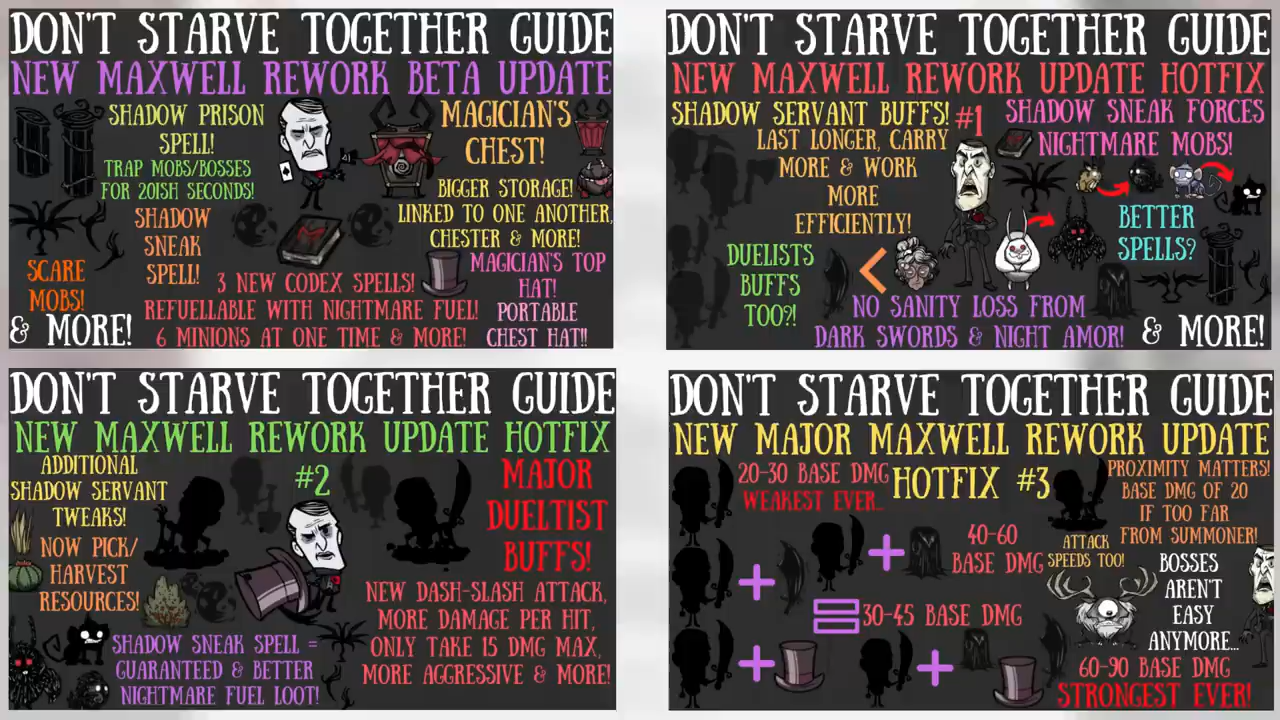 DON'T STARVE TOGETHER GUIDE
NEW MAXWELL REWORK BETA UPDATE
SHADOW PRISON
SPELL!
TRAP MOBS/BOSSES
FOR 20ISH SECONDS!
SHADOW
SNEAK
SPELL!
SCARE
MOBS!
& MORE!
3 NEW CODEX SPELLS!
REFUELLABLE WITH NIGHTMARE FUEL!
6 MINIONS AT ONE TIME & MORE!
MAGICIAN'S
CHEST!
BIGGER STORAGE!
LINKED TO ONE ANOTHER,
CHESTER & MORE!
MAGICIAN'S TOP
HAT!
PORTABLE
CHEST HAT!!
DON'T STARVE TOGETHER GUIDE
NEW MAXWELL REWORK UPDATE HOTFIX
#1
SHADOW SERVANT BUFFS!
LAST LONGER, CARRY
MORE & WORK
MORE
EFFICIENTLY!
SHADOW SNEAK FORCES
NIGHTMARE MOBS!
DUELISTS
BUFFS
TOO?!
<
BETTER
SPELLS?
NO SANITY LOSS FROM
DARK SWORDS & NIGHT AMOR!
& MORE!
DON'T STARVE TOGETHER GUIDE
NEW MAXWELL REWORK UPDATE HOTFIX
#2
ADDITIONAL
SHADOW SERVANT
TWEAKS!
NOW PICK/
HARVEST
RESOURCES!
MAJOR
DUELTIST
BUFFS!
NEW DASH-SLASH ATTACK,
MORE DAMAGE PER HIT,
ONLY TAKE 15 DMG MAX,
MORE AGGRESSIVE & MORE!
SHADOW SNEAK SPELL =
GUARANTEED & BETTER
NIGHTMARE FUEL LOOT!
DON'T STARVE TOGETHER GUIDE
NEW MAJOR MAXWELL REWORK UPDATE
HOTFIX #3
20-30 BASE DMG
WEAKEST EVER...
PROXIMITY MATTERS!
BASE DMG OF 20
IF TOO FAR
FROM SUMMONER!
ATTACK
SPEEDS TOO!
+
40-60
BASE DMG
BOSSES
AREN'T
EASY
ANYMORE...
+
= 30-45 BASE DMG
+
+
60-90 BASE DMG
STRONGEST EVER!